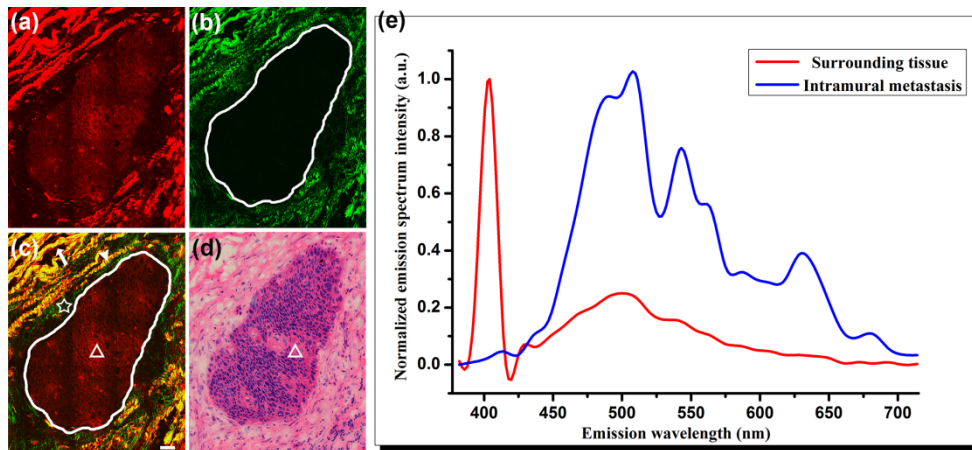 (a)
(b)
(c)
(d)
(e)
Surrounding tissue
Intramural metastasis
Normalized emission spectrum intensity (a.u.)
1.0
0.8
0.6
0.4
0.2
0.0
400
450
500
550
600
650
700
Emission wavelength (nm)